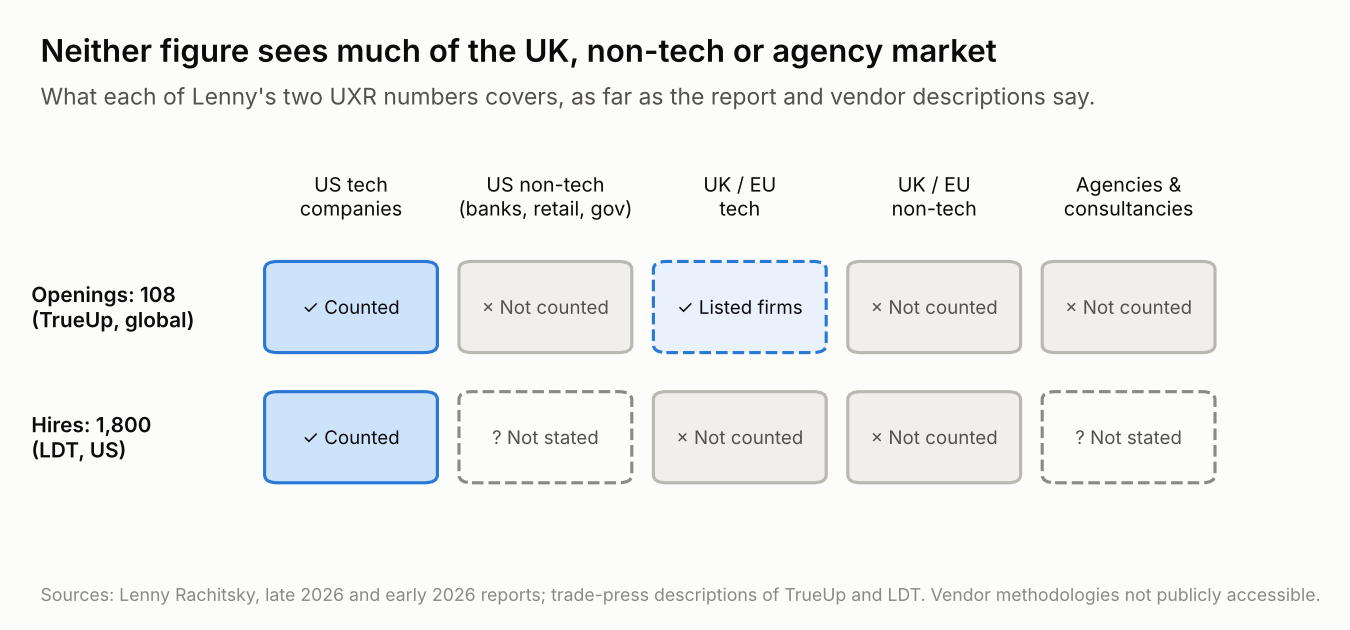 Neither figure sees much of the UK, non-tech or agency market
What each of Lenny's two UXR numbers covers, as far as the report and vendor descriptions say.
US tech
companies
US non-tech
(banks, retail, gov)
UK / EU
tech
UK / EU
non-tech
Agencies &
consultancies
Openings: 108
(TrueUp, global)
✓ Counted
× Not counted
✓ Listed firms
× Not counted
× Not counted
Hires: 1,800
(LDT, US)
✓ Counted
? Not stated
× Not counted
× Not counted
? Not stated
Sources: Lenny Rachitsky, late 2026 and early 2026 reports; trade-press descriptions of TrueUp and LDT. Vendor methodologies not publicly accessible.